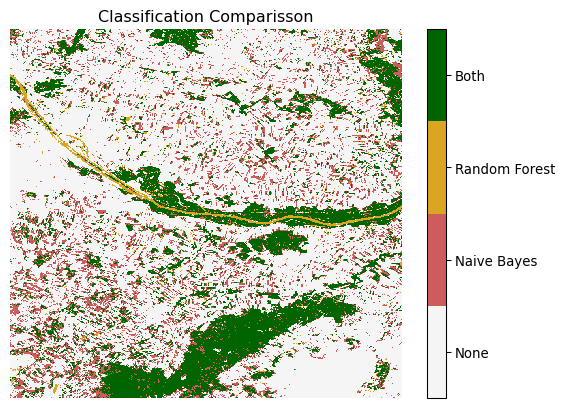 Classification Comparisson
Both
Random Forest
Naive Bayes
None